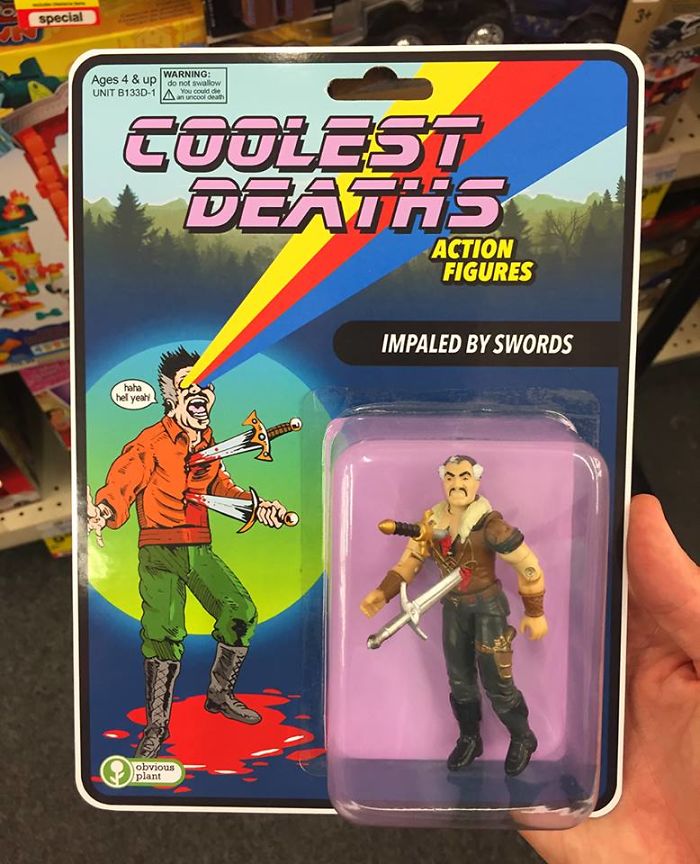 special
3+
Ages 4 & up
UNIT B133D-1
WARNING:
do not swallow
You could die
an uncool death
COOLEST
DEATHS
ACTION
FIGURES
IMPALED BY SWORDS
haha
hell yeah!
obvious
plant